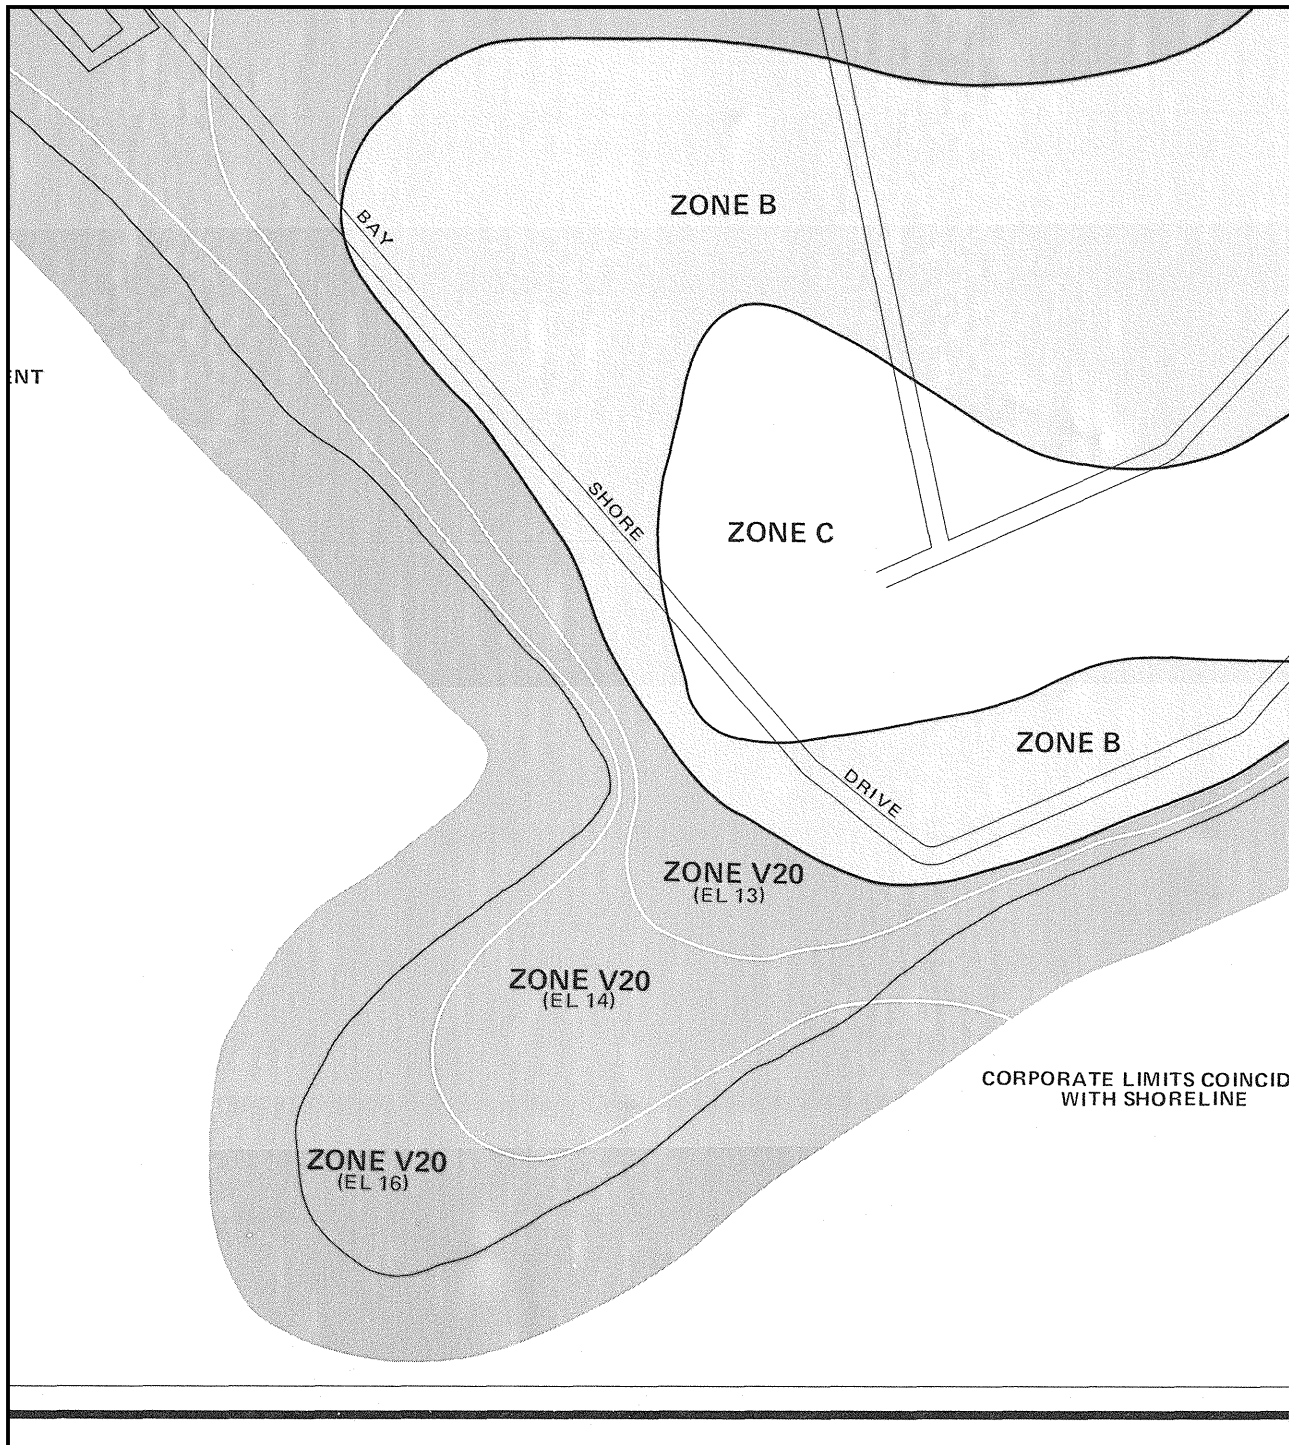 ZONE B
BAY
ENT
SHORE
ZONE C
ZONE B
DRIVE
ZONE V20
(EL 13)
ZONE V20
(EL 14)
CORPORATE LIMITS COINCID
WITH SHORELINE
ZONE V20
(EL 16)